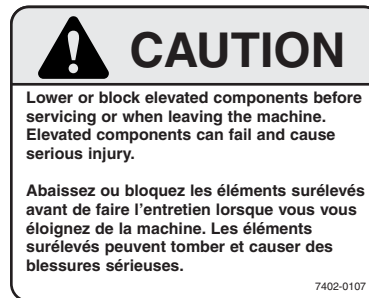 CAUTION
Lower or block elevated components before
servicing or when leaving the machine.
Elevated components can fail and cause
serious injury.
Abaissez ou bloquez les éléments surélevés
avant de faire l'entretien lorsque vous vous
éloignez de la machine. Les éléments
surélevés peuvent tomber et causer des
blessures sérieuses.
7402-0107